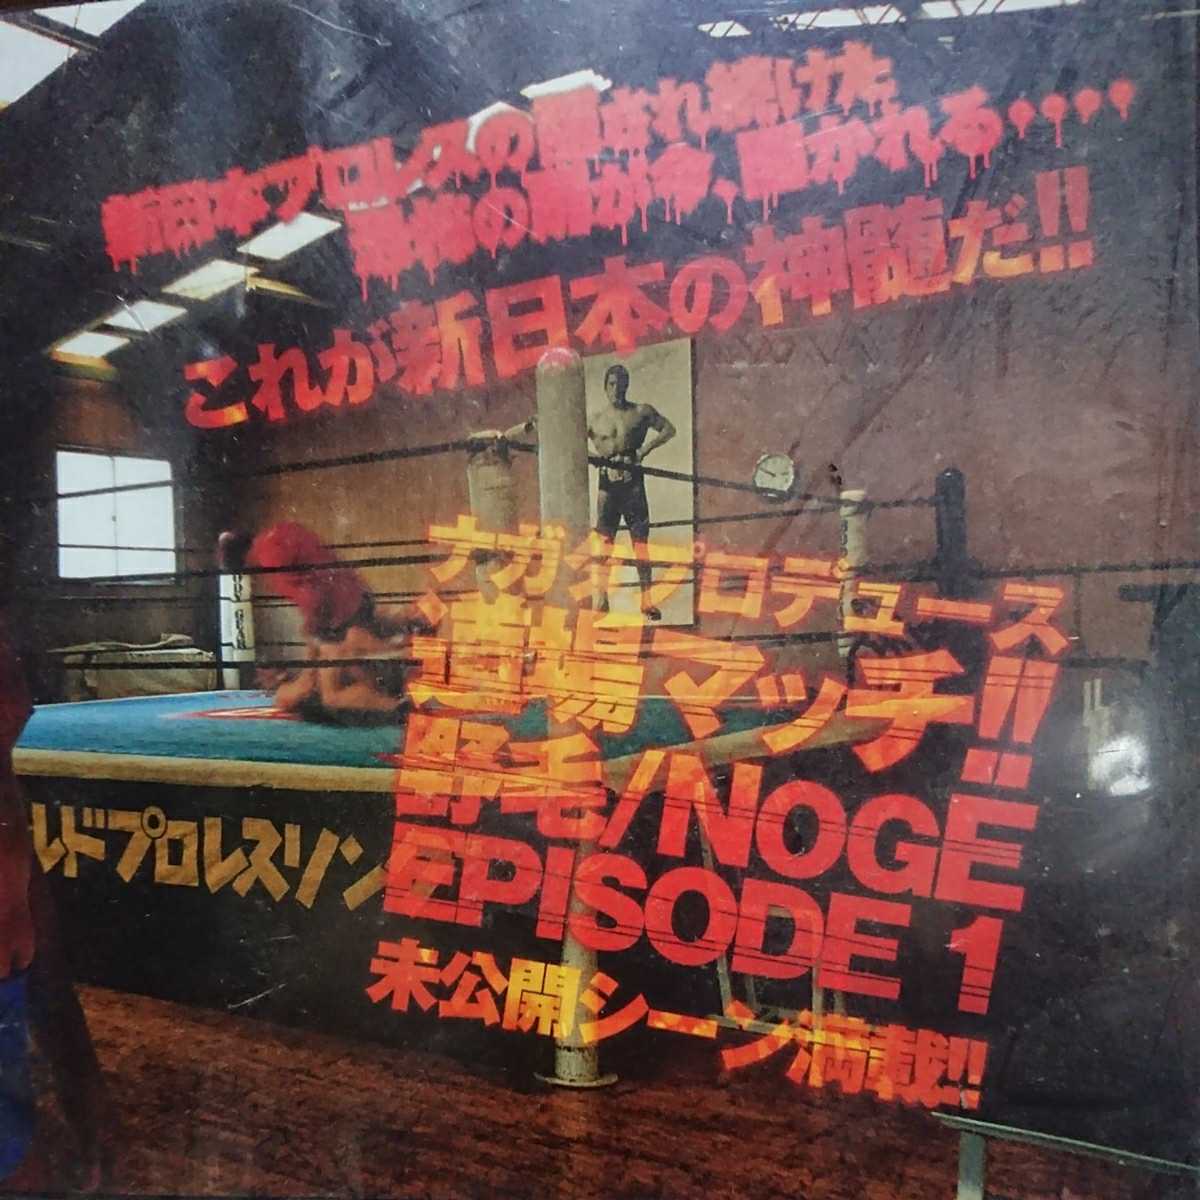 新日本プロレスの隠され続けた
禁断の扉が今、開かれる・・・・
これが新日本の神髄だ!!
ナガタプロデュース
道場マッチ!!
野毛/NOGE
EPISODE 1
未公開シーン満載!!
ルドプロレスリング